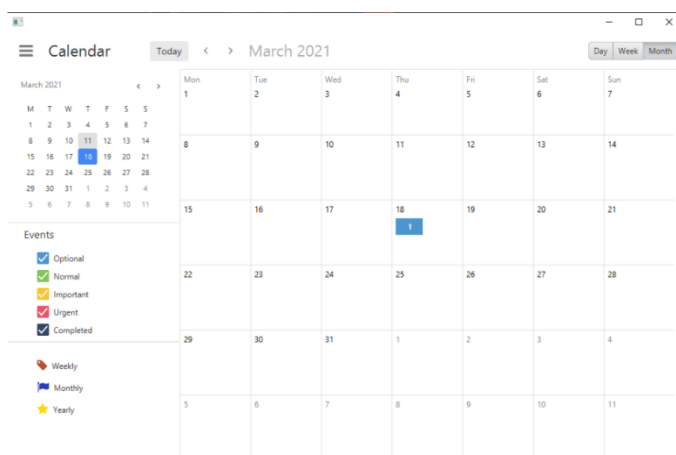 Calendar
Today < > March 2021
Day Week Month
March 2021 < >
M T W T F S S
1 2 3 4 5 6 7
8 9 10 11 12 13 14
15 16 17 18 19 20 21
22 23 24 25 26 27 28
29 30 31 1 2 3 4
5 6 7 8 9 10 11
Events
Optional
Normal
Important
Urgent
Completed
Weekly
Monthly
Yearly
Mon Tue Wed Thu Fri Sat Sun
1 2 3 4 5 6 7
8 9 10 11 12 13 14
15 16 17 18 19 20 21
1
22 23 24 25 26 27 28
29 30 31 1 2 3 4
5 6 7 8 9 10 11